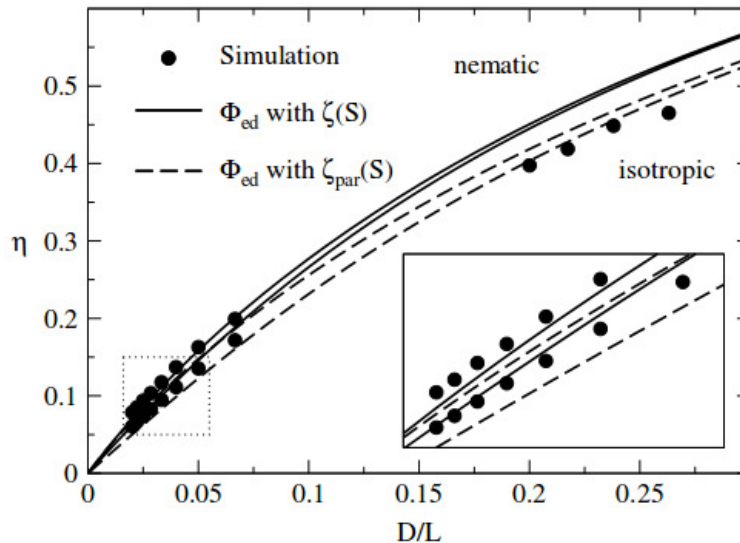 Simulation
nematic
Φed with ζ(S)
Φed with ζpar(S)
isotropic
η
0.5
0.4
0.3
0.2
0.1
0
0 0.05 0.1 0.15 0.2 0.25
D/L